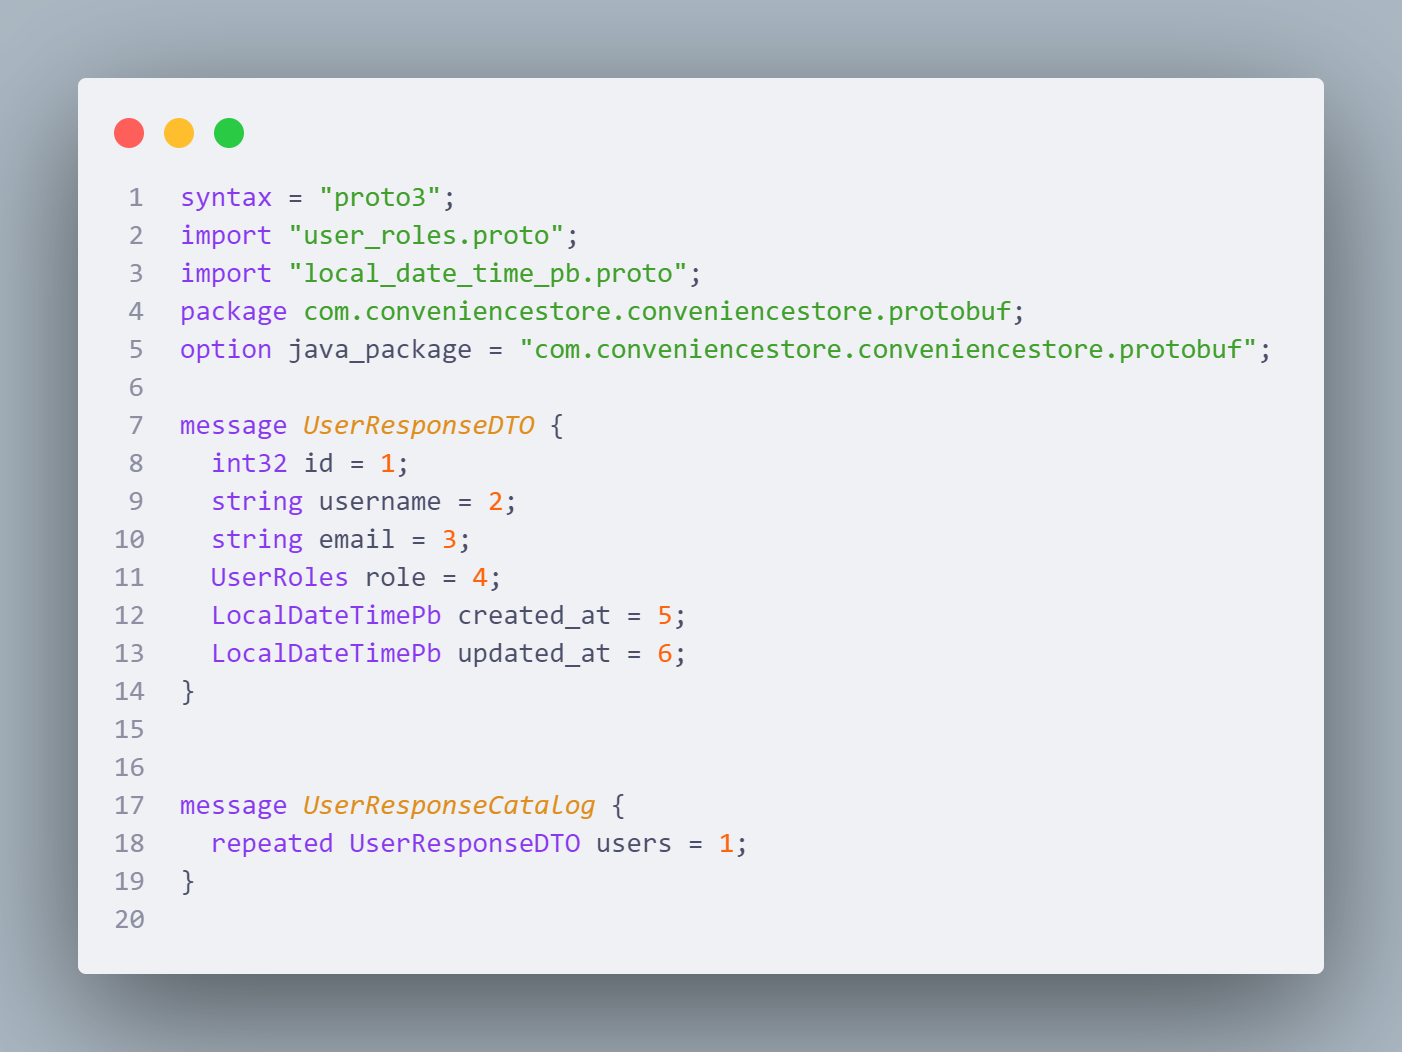 1 syntax = "proto3";
2 import "user_roles.proto";
3 import "local_date_time_pb.proto";
4 package com.conveniencestore.conveniencestore.protobuf;
5 option java_package = "com.conveniencestore.conveniencestore.protobuf";
6
7 message UserResponseDTO {
8   int32 id = 1;
9   string username = 2;
10   string email = 3;
11   UserRoles role = 4;
12   LocalDateTimePb created_at = 5;
13   LocalDateTimePb updated_at = 6;
14 }
15
16
17 message UserResponseCatalog {
18   repeated UserResponseDTO users = 1;
19 }
20